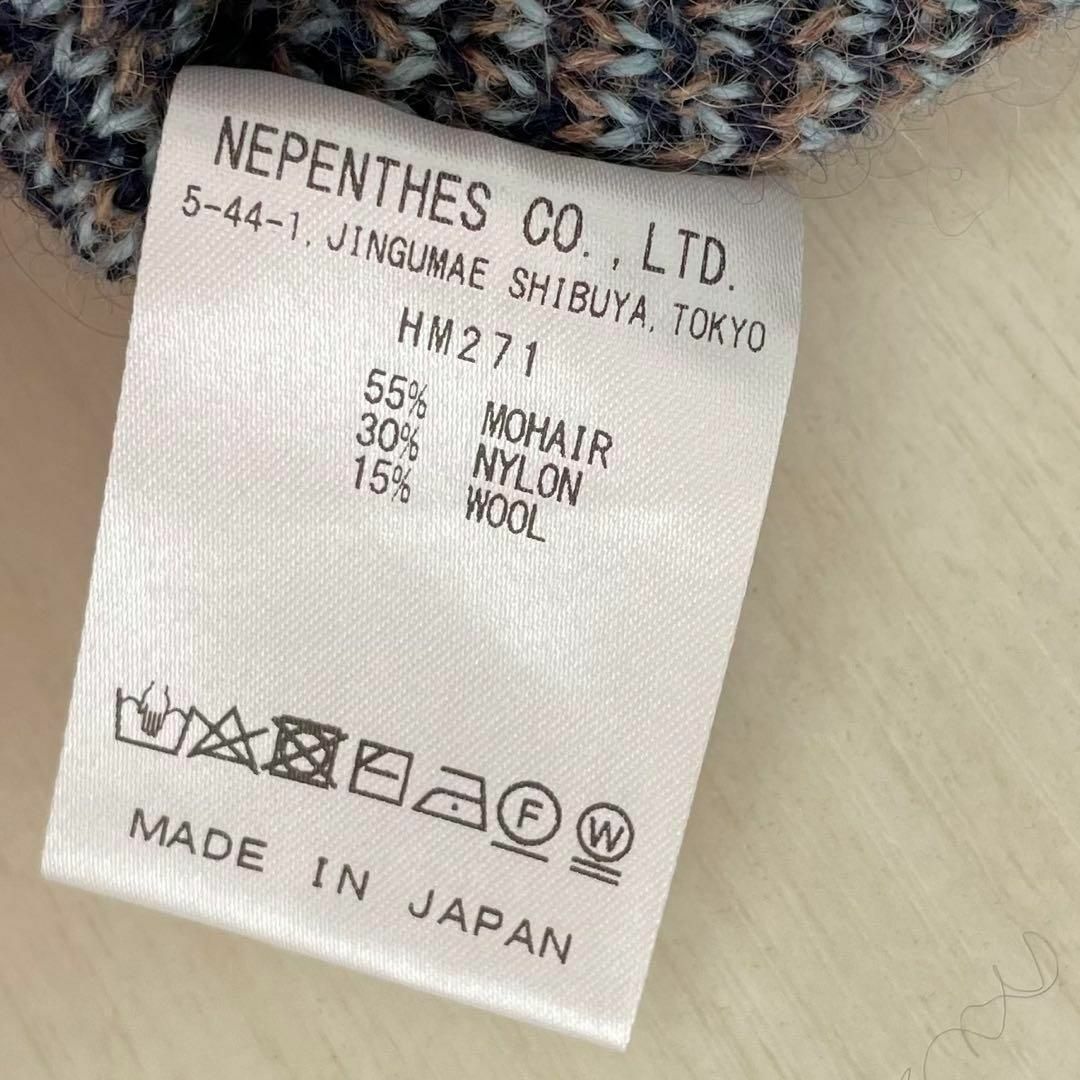 NEPENTHES CO., LTD.
5-44-1, JINGUMAE SHIBUYA, TOKYO
HM271
55% MOHAIR
30% NYLON
15% WOOL
F W
MADE IN JAPAN